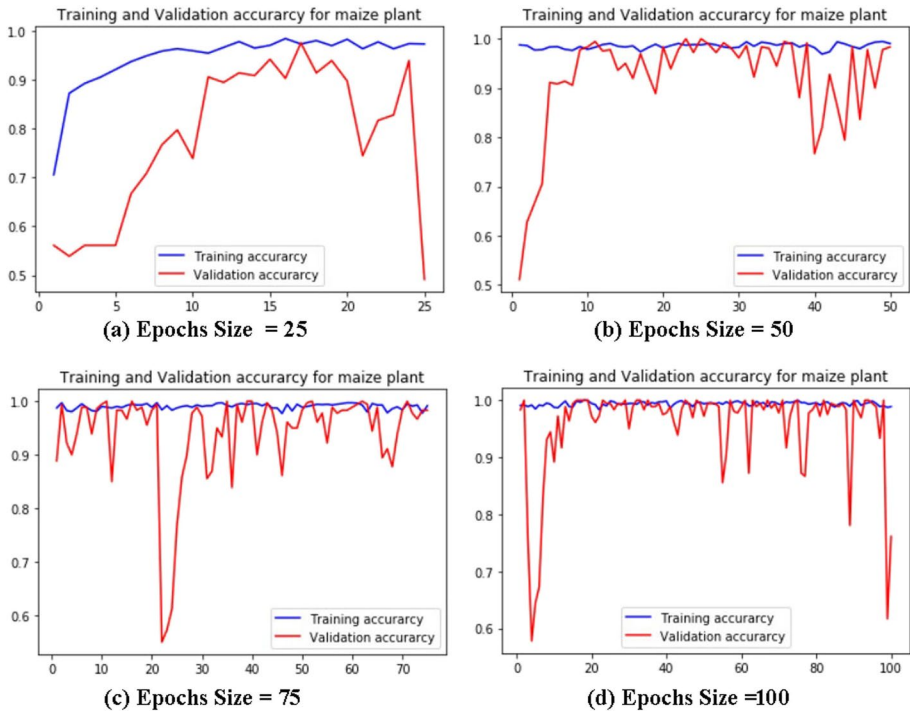 Training and Validation accurarcy for maize plant
1.0
0.9
0.8
0.7
0.6
0.5
Training accurarcy
Validation accurarcy
0 5 10 15 20 25
(a) Epochs Size = 25
Training and Validation accurarcy for maize plant
1.0
0.9
0.8
0.7
0.6
0.5
Training accurarcy
Validation accurarcy
0 10 20 30 40 50
(b) Epochs Size = 50
Training and Validation accurarcy for maize plant
1.0
0.9
0.8
0.7
0.6
Training accurarcy
Validation accurarcy
0 10 20 30 40 50 60 70
(c) Epochs Size = 75
Training and Validation accurarcy for maize plant
1.0
0.9
0.8
0.7
0.6
Training accurarcy
Validation accurarcy
0 20 40 60 80 100
(d) Epochs Size =100